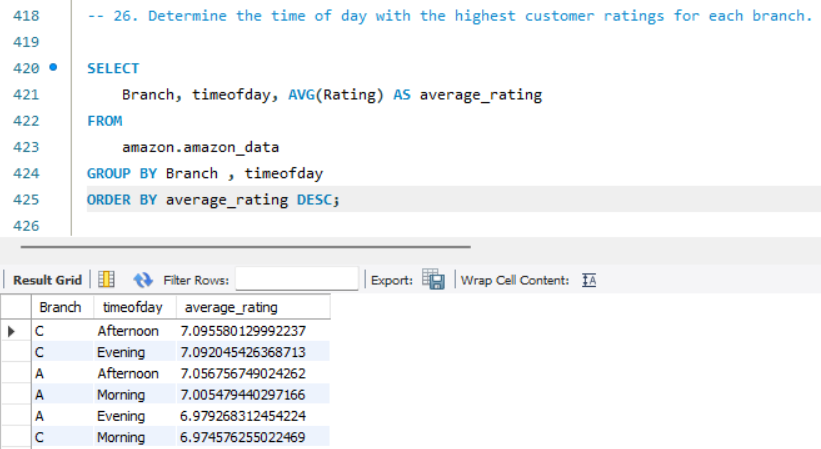 418 -- 26. Determine the time of day with the highest customer ratings for each branch.
419
420 SELECT
421 Branch, timeofday, AVG(Rating) AS average_rating
422 FROM
423 amazon.amazon_data
424 GROUP BY Branch , timeofday
425 ORDER BY average_rating DESC;
426
Result Grid Filter Rows: Export: Wrap Cell Content: IA
Branch timeofday average_rating
C Afternoon 7.095580129992237
C Evening 7.092045426368713
A Afternoon 7.056756749024262
A Morning 7.005479440297166
A Evening 6.979268312454224
C Morning 6.974576255022469